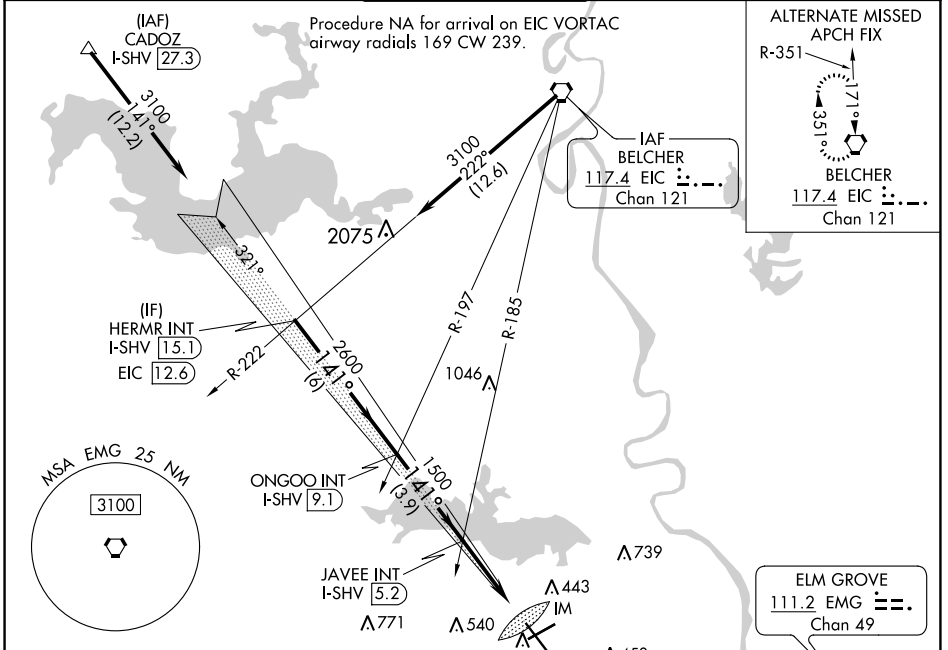 (IAF)
CADOZ
I-SHV 27.3
3100
141°
(12.2)
Procedure NA for arrival on EIC VORTAC
airway radials 169 CW 239.
ALTERNATE MISSED
APCH FIX
R-351
171°
351°
BELCHER
117.4 EIC
Chan 121
IAF
BELCHER
117.4 EIC
Chan 121
3100
222°
(12.6)
2075
321°
(IF)
HERMR INT
I-SHV 15.1
EIC 12.6
R-222
R-197
R-185
2600
141°
(6)
1046
ONGOO INT
I-SHV 9.1
1500
141°
(3.9)
MSA EMG 25 NM
3100
JAVEE INT
I-SHV 5.2
739
443
IM
771
540
ELM GROVE
111.2 EMG
Chan 49